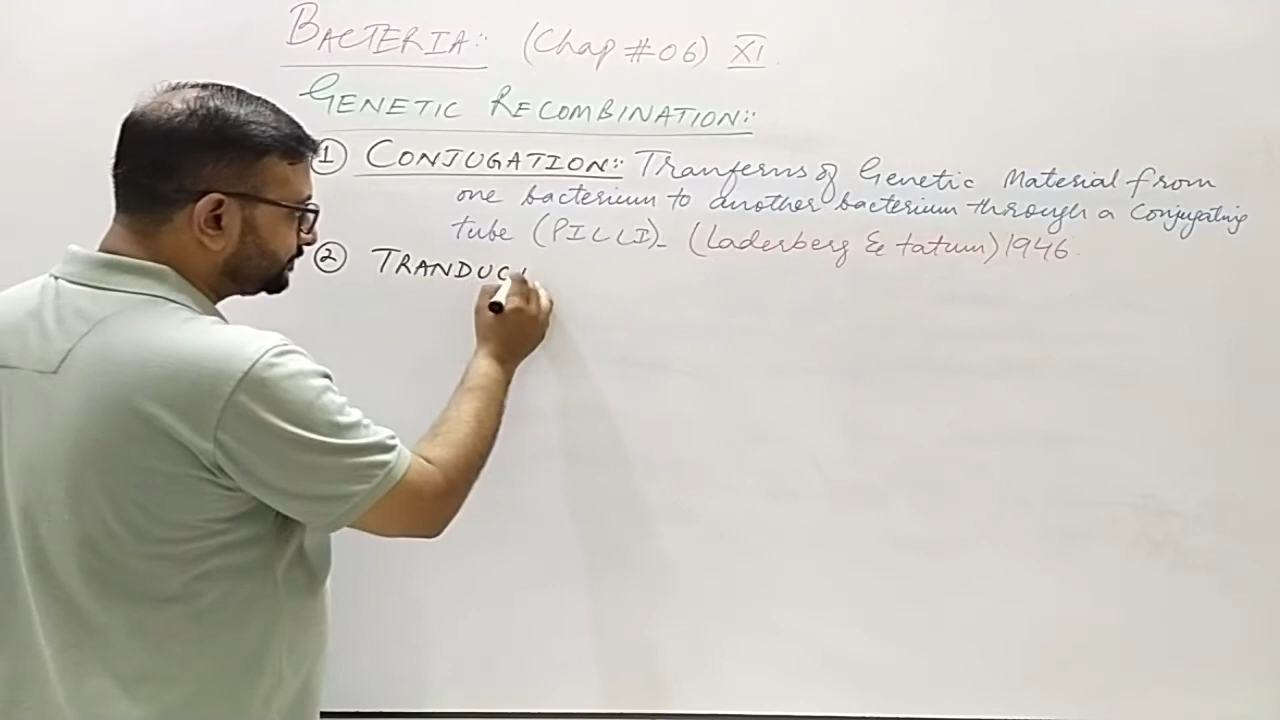 BACTERIA:: (Chap #06) XI
GENETIC RECOMBINATION::
① CONJUGATION:: Tranferns of Genetic Material from
one bacterium to another bacterium through a Conjugating
tube (PILLI)_ (Laderberg & tatum) 1946
② TRANDUC